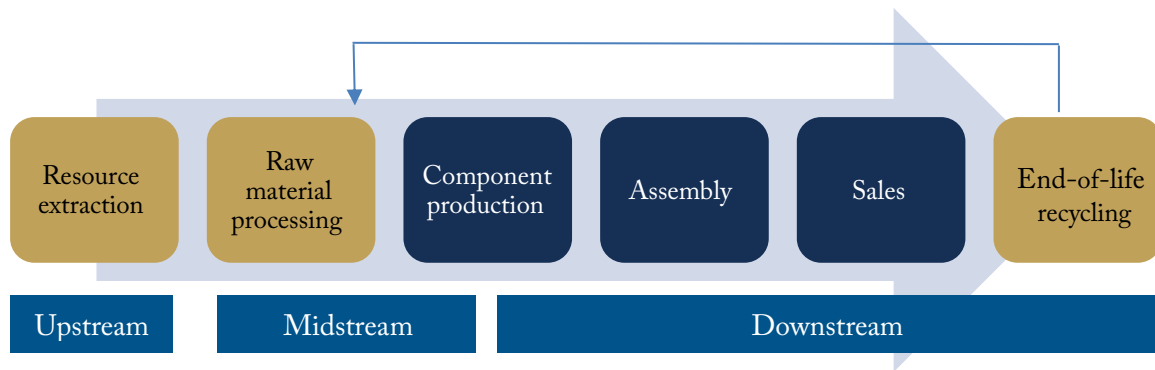 Resource
extraction
Raw
material
processing
Component
production
Assembly
Sales
End-of-life
recycling
Upstream
Midstream
Downstream